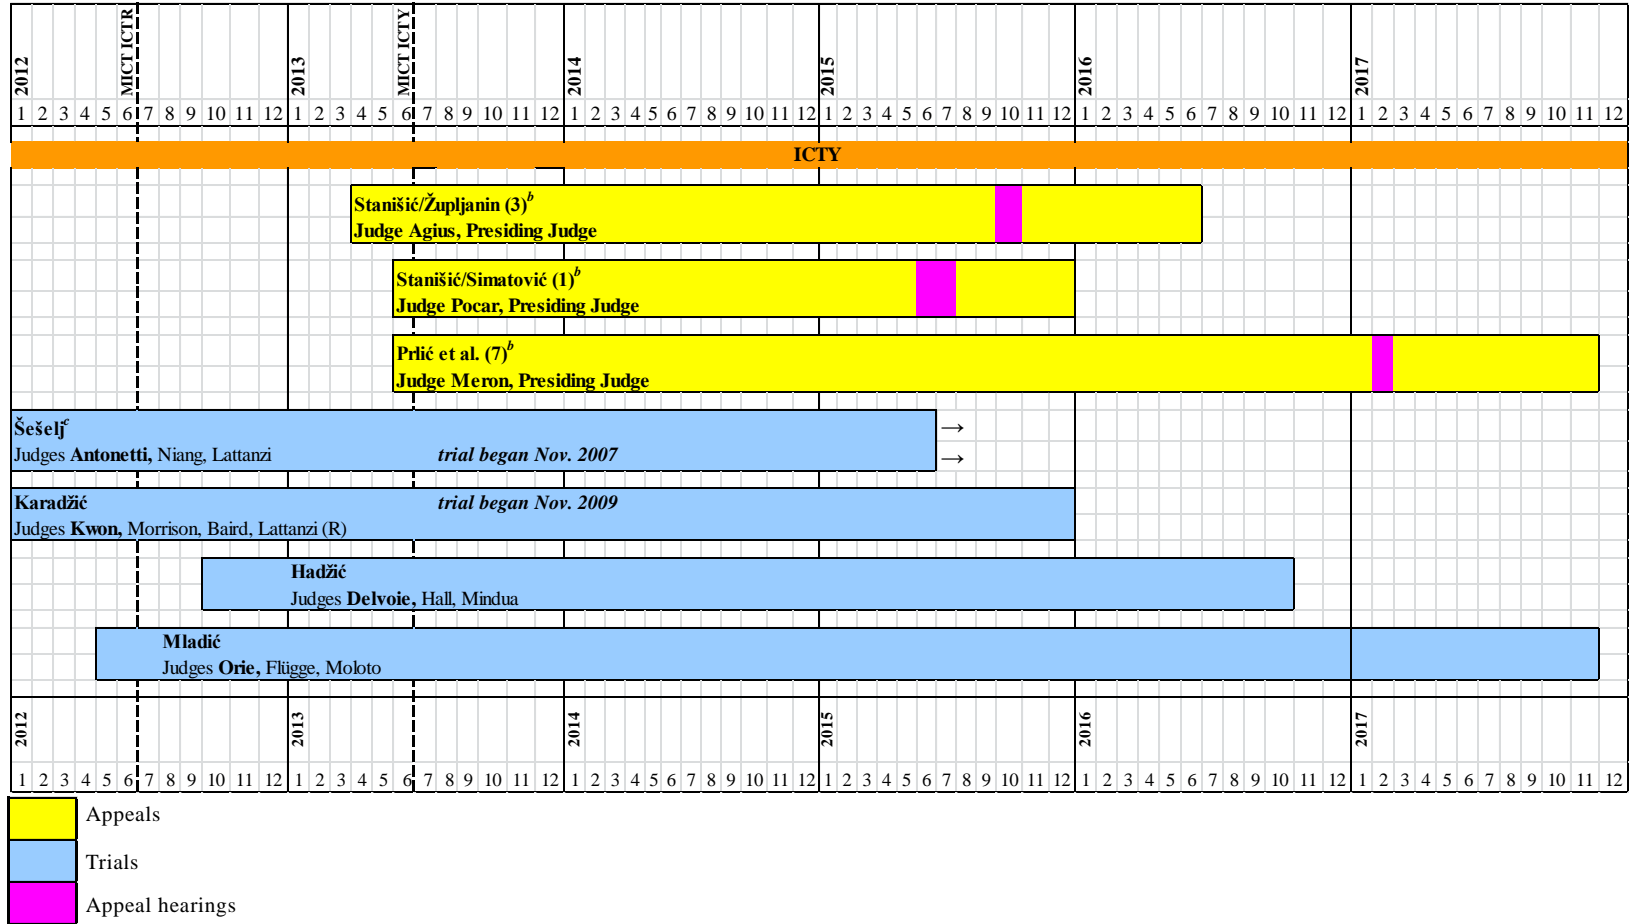 2012 MICT ICTR 2013 MICT ICTY 2014 2015 2016 2017
1 2 3 4 5 6 7 8 9 10 11 12 1 2 3 4 5 6 7 8 9 10 11 12 1 2 3 4 5 6 7 8 9 10 11 12 1 2 3 4 5 6 7 8 9 10 11 12 1 2 3 4 5 6 7 8 9 10 11 12 1 2 3 4 5 6 7 8 9 10 11 12
ICTY
Stanišić/Župljanin (3)b
Judge Agius, Presiding Judge
Stanišić/Simatović (1)b
Judge Pocar, Presiding Judge
Prlić et al. (7)b
Judge Meron, Presiding Judge
Šešeljc →
Judges Antonetti, Niang, Lattanzi trial began Nov. 2007 →
Karadžić trial began Nov. 2009
Judges Kwon, Morrison, Baird, Lattanzi (R)
Hadžić
Judges Delvoie, Hall, Mindua
Mladić
Judges Orie, Flügge, Moloto
2012 2013 2014 2015 2016 2017
1 2 3 4 5 6 7 8 9 10 11 12 1 2 3 4 5 6 7 8 9 10 11 12 1 2 3 4 5 6 7 8 9 10 11 12 1 2 3 4 5 6 7 8 9 10 11 12 1 2 3 4 5 6 7 8 9 10 11 12 1 2 3 4 5 6 7 8 9 10 11 12
Appeals
Trials
Appeal hearings